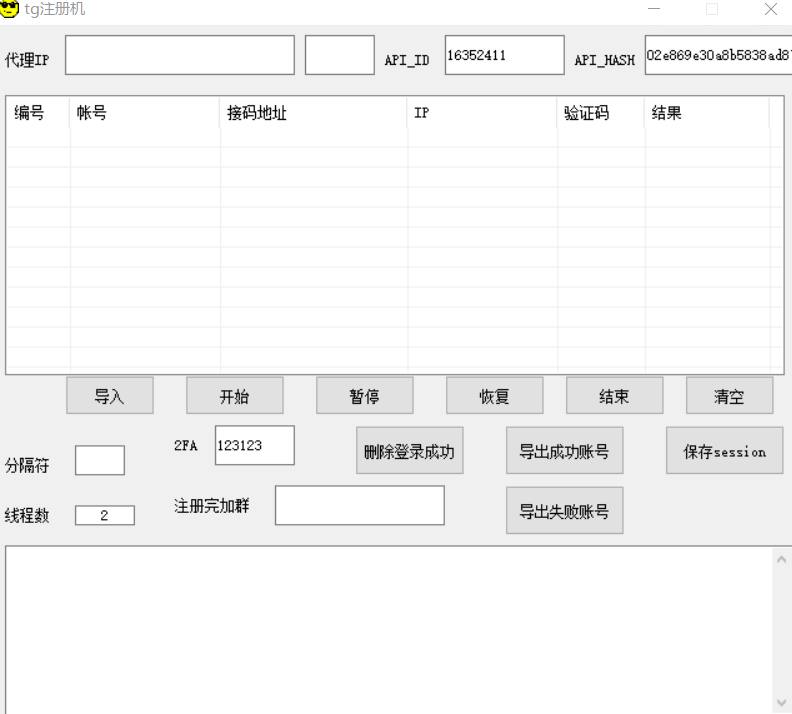 tg注册机
代理IP API_ID 16352411 API_HASH 02e869e30a8b5838ad8
编号 帐号 接码地址 IP 验证码 结果
导入 开始 暂停 恢复 结束 清空
分隔符 2FA 123123 删除登录成功 导出成功账号 保存session
线程数 2 注册完加群 导出失败账号